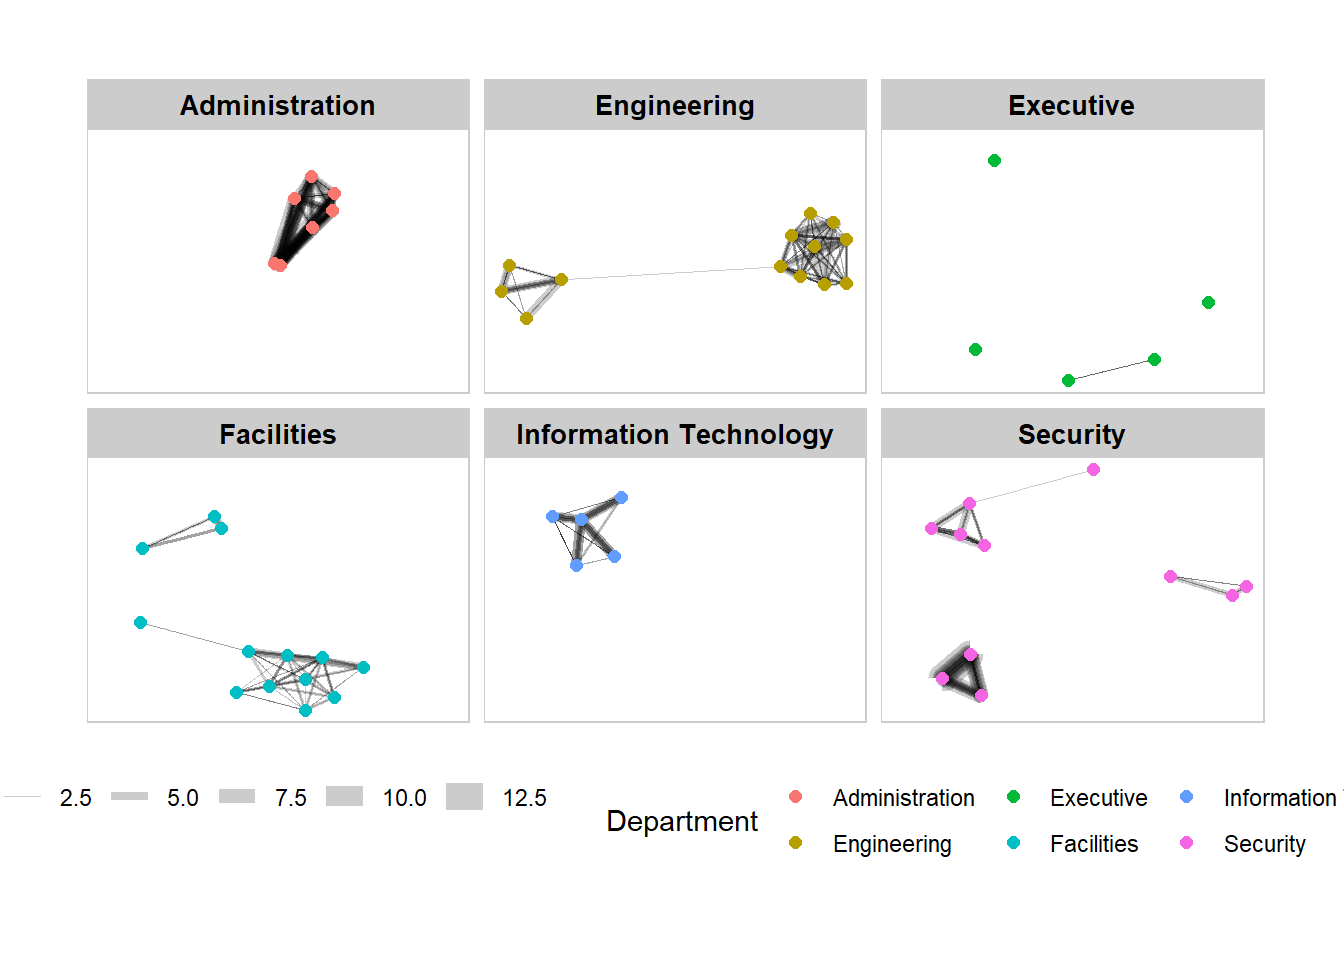 Administration
Engineering
Executive
Facilities
Information Technology
Security
2.5 5.0 7.5 10.0 12.5
Department
Administration Executive Information
Engineering Facilities Security